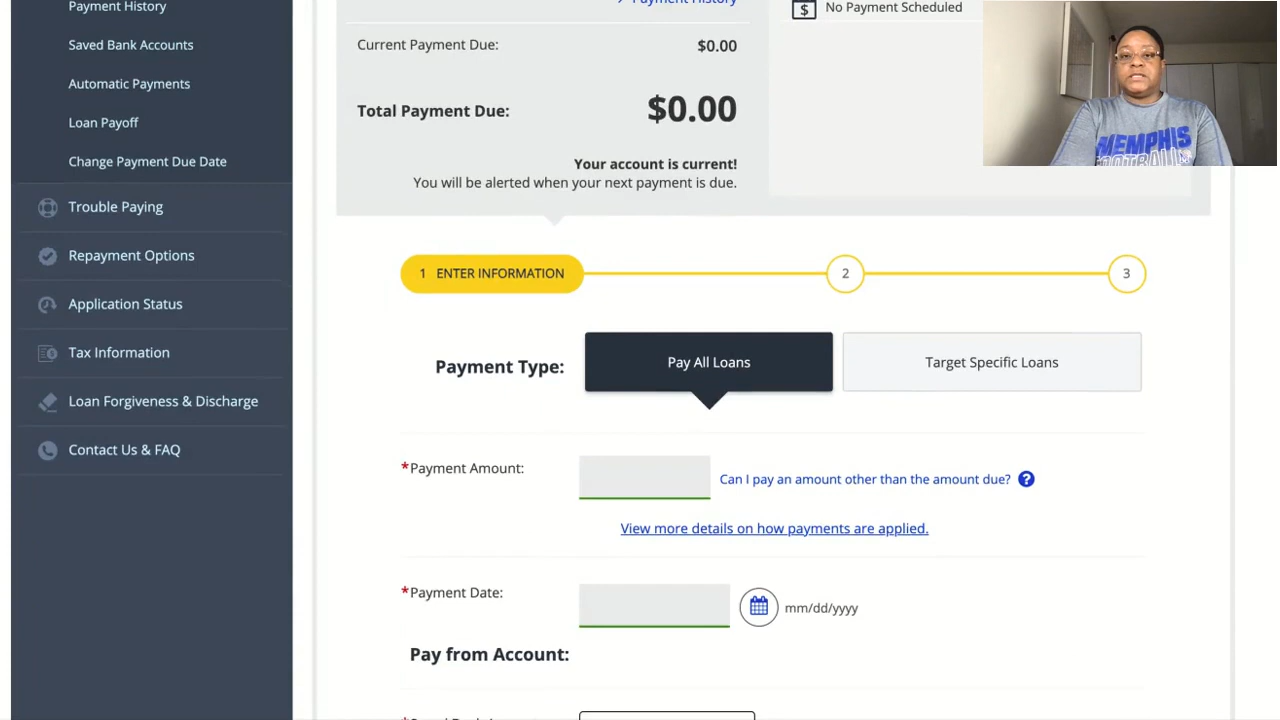 Payment History
Saved Bank Accounts
Automatic Payments
Loan Payoff
Change Payment Due Date
Trouble Paying
Repayment Options
Application Status
Tax Information
Loan Forgiveness & Discharge
Contact Us & FAQ
Payment History
Current Payment Due: $0.00
Total Payment Due: $0.00
Your account is current!
You will be alerted when your next payment is due.
$ No Payment Scheduled
MEMPHIS
FOOTBALL
1 ENTER INFORMATION 2 3
Payment Type: Pay All Loans Target Specific Loans
*Payment Amount: Can I pay an amount other than the amount due? ?
View more details on how payments are applied.
*Payment Date: mm/dd/yyyy
Pay from Account: